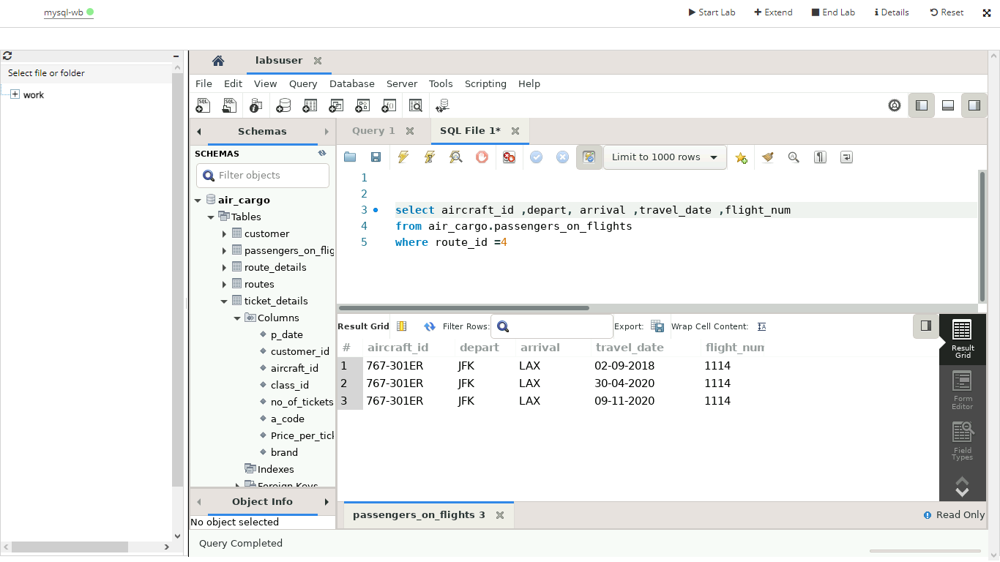 mysql-wb
Start Lab
Extend
End Lab
Details
Reset
Select file or folder
work
labsuser
File Edit View Query Database Server Tools Scripting Help
Schemas
SCHEMAS
Filter objects
air_cargo
Tables
customer
passengers_on_flig
route_details
routes
ticket_details
Columns
p_date
customer_id
aircraft_id
class_id
no_of_tickets
a_code
Price_per_tick
brand
Indexes
Foreign Keys
Object Info
No object selected
Query 1
SQL File 1*
Limit to 1000 rows
1
2
3 select aircraft_id ,depart, arrival ,travel_date ,flight_num
4 from air_cargo.passengers_on_flights
5 where route_id =4
Result Grid
Filter Rows:
Export:
Wrap Cell Content:
# aircraft_id depart arrival travel_date flight_num
1 767-301ER JFK LAX 02-09-2018 1114
2 767-301ER JFK LAX 30-04-2020 1114
3 767-301ER JFK LAX 09-11-2020 1114
Result
Grid
Form
Editor
Field
Types
passengers_on_flights 3
Read Only
Query Completed